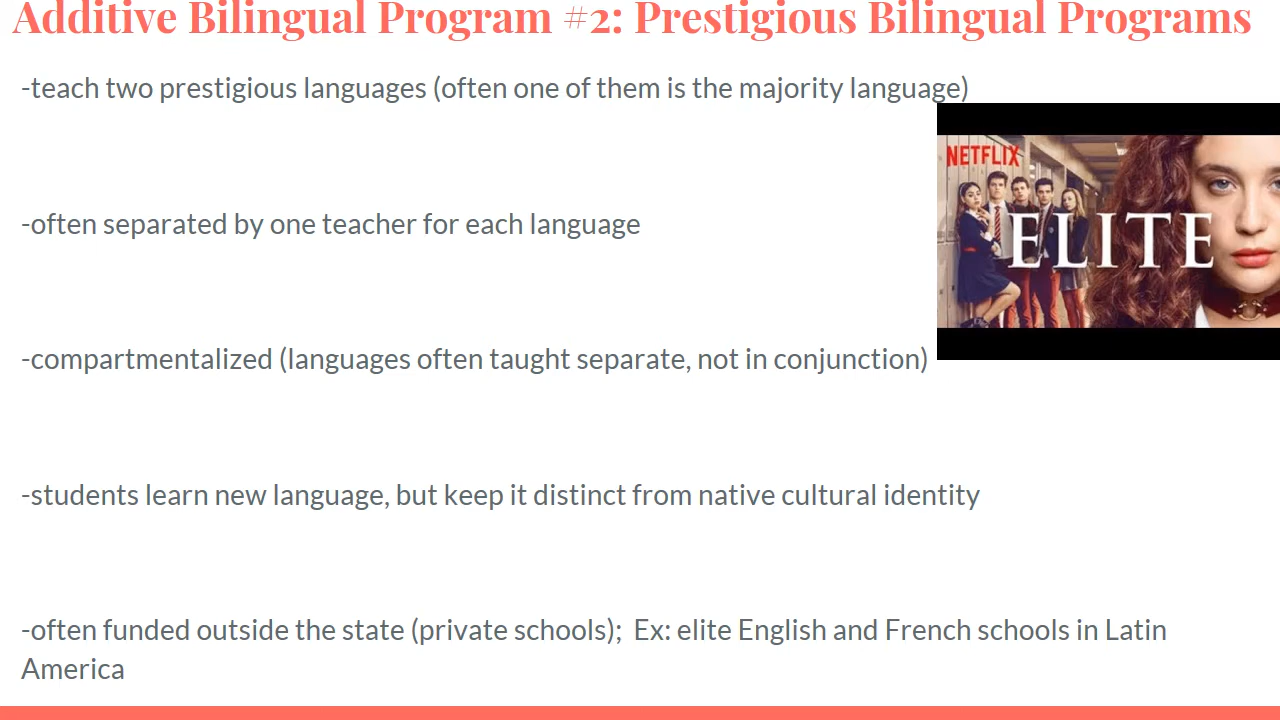 Additive Bilingual Program #2: Prestigious Bilingual Programs
-teach two prestigious languages (often one of them is the majority language)
NETFLIX
ELITE
-often separated by one teacher for each language
-compartmentalized (languages often taught separate, not in conjunction)
-students learn new language, but keep it distinct from native cultural identity
-often funded outside the state (private schools);  Ex: elite English and French schools in Latin
America